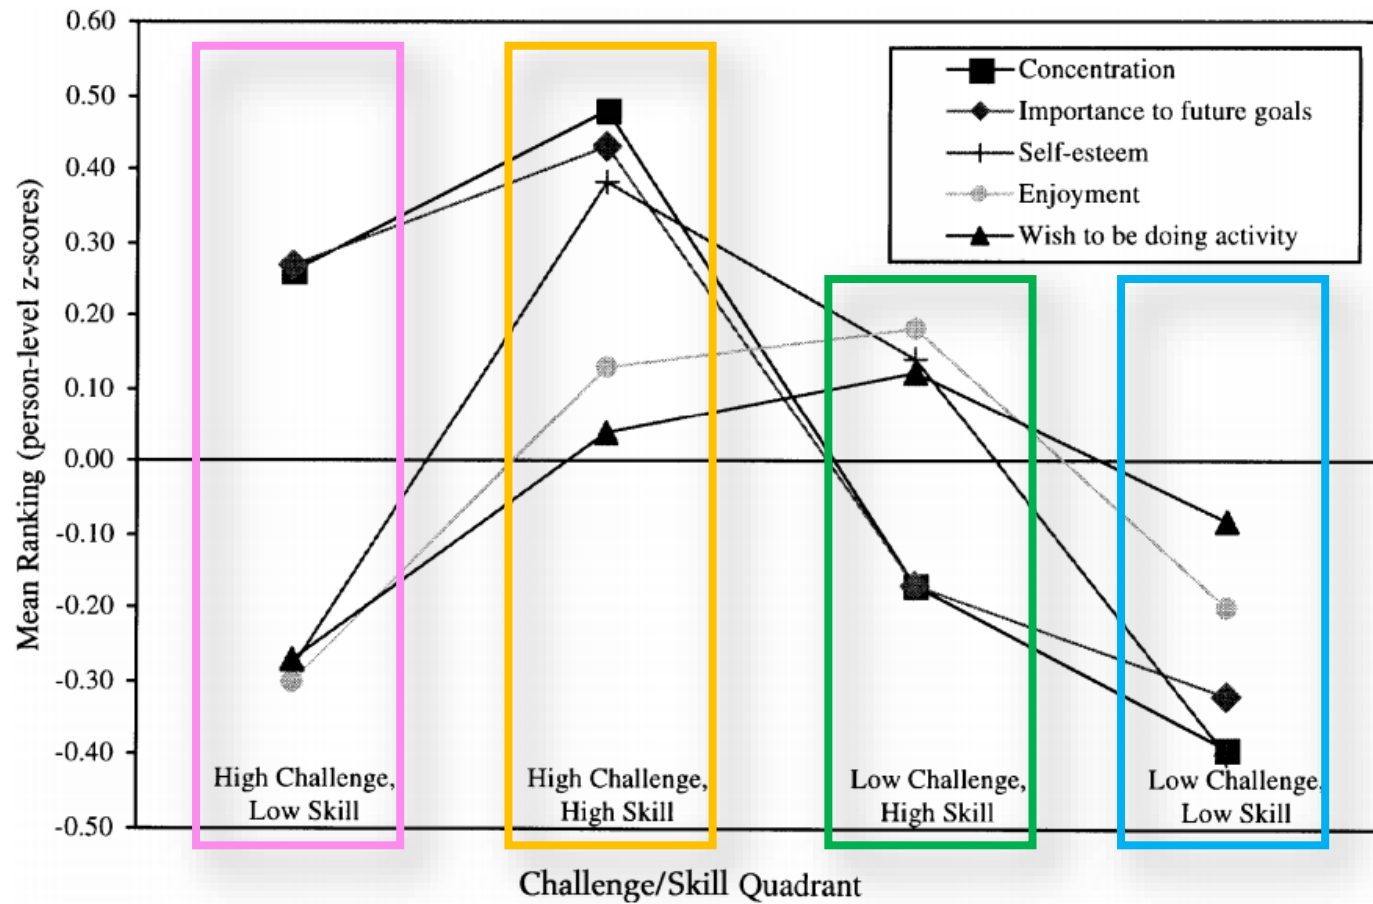 0.60
0.50
0.40
0.30
0.20
0.10
0.00
-0.10
-0.20
-0.30
-0.40
-0.50
Mean Ranking (person-level z-scores)
Concentration
Importance to future goals
Self-esteem
Enjoyment
Wish to be doing activity
High Challenge,
Low Skill
High Challenge,
High Skill
Low Challenge,
High Skill
Low Challenge,
Low Skill
Challenge/Skill Quadrant